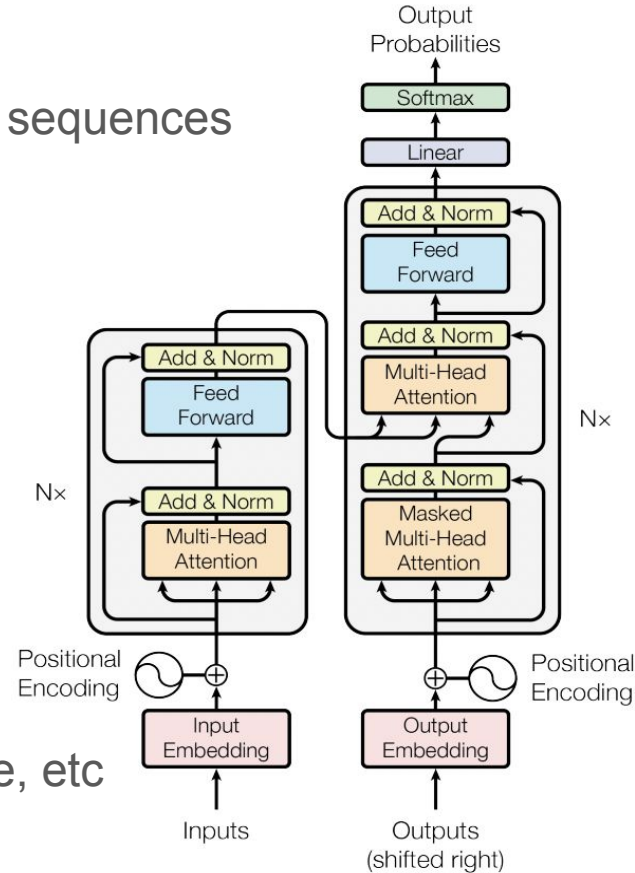 Output
Probabilities
Softmax
sequences
Linear
Add & Norm
Feed
Forward
Add & Norm
Multi-Head
Attention
Add & Norm
Feed
Forward
N×
N×
Add & Norm
Masked
Multi-Head
Attention
Add & Norm
Multi-Head
Attention
Positional
Encoding
Positional
Encoding
Input
Embedding
Output
Embedding
e, etc
Inputs
Outputs
(shifted right)